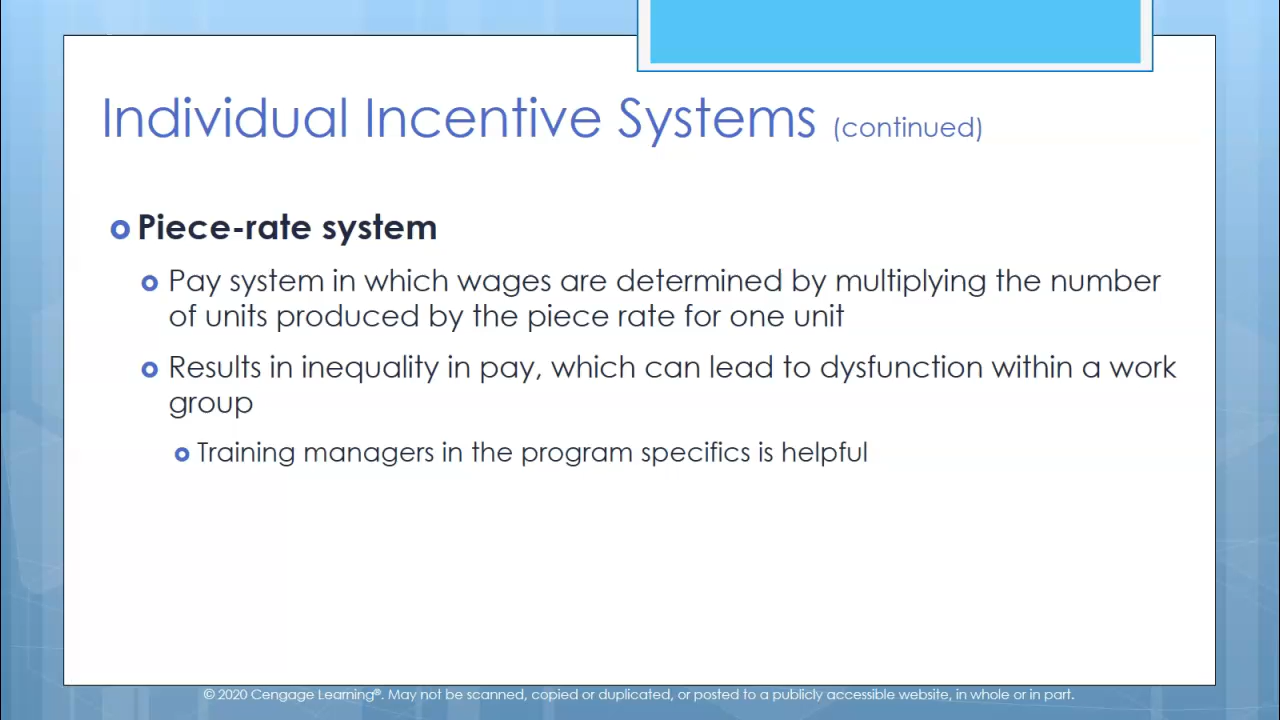 Individual Incentive Systems (continued)
Piece-rate system
Pay system in which wages are determined by multiplying the number
of units produced by the piece rate for one unit
Results in inequality in pay, which can lead to dysfunction within a work
group
Training managers in the program specifics is helpful
© 2020 Cengage Learning®. May not be scanned, copied or duplicated, or posted to a publicly accessible website, in whole or in part.